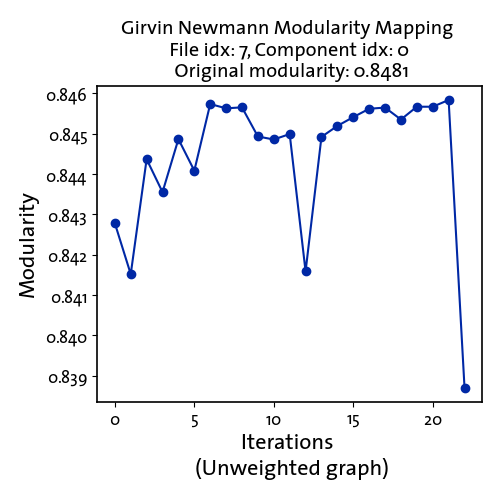 Girvin Newmann Modularity Mapping
File idx: 7, Component idx: 0
Original modularity: 0.8481
0.846
0.845
0.844
0.843
0.842
0.841
0.840
0.839
Modularity
0 5 10 15 20
Iterations
(Unweighted graph)